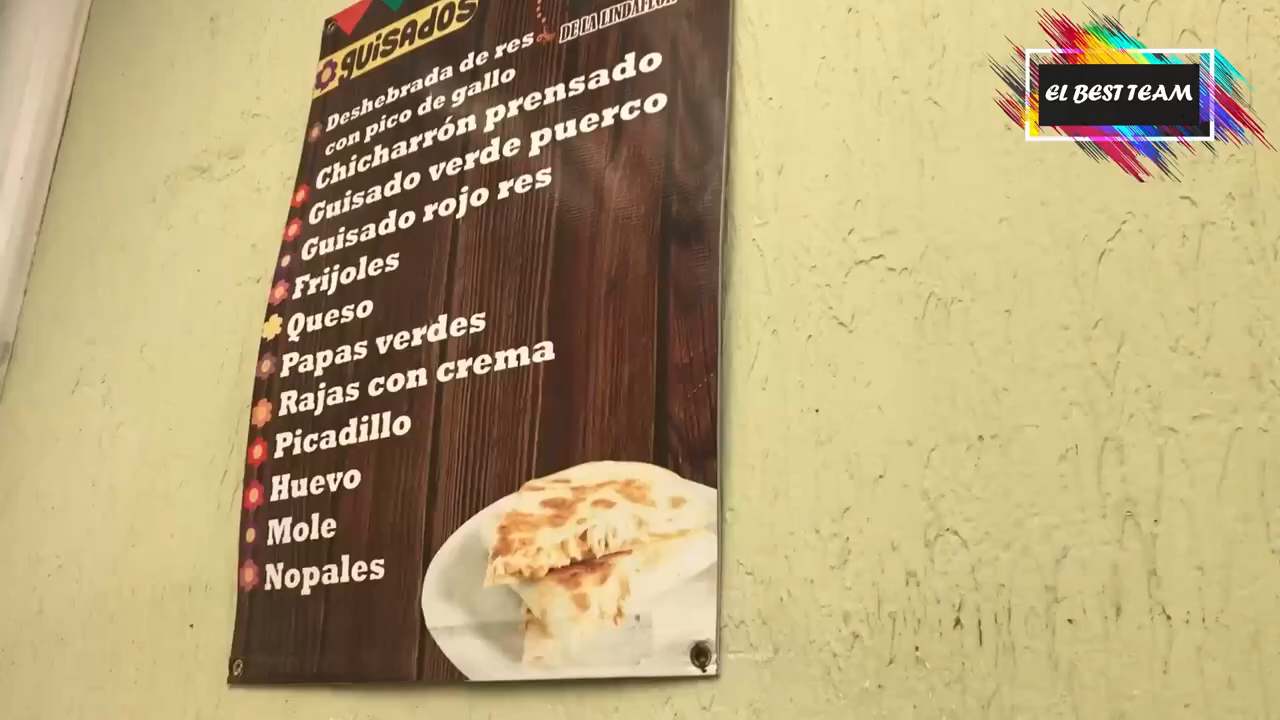 guisados
DE LA LINDAFLOR
Deshebrada de res
con pico de gallo
Chicharrón prensado
Guisado verde puerco
Guisado rojo res
Frijoles
Queso
Papas verdes
Rajas con crema
Picadillo
Huevo
Mole
Nopales
EL BEST TEAM